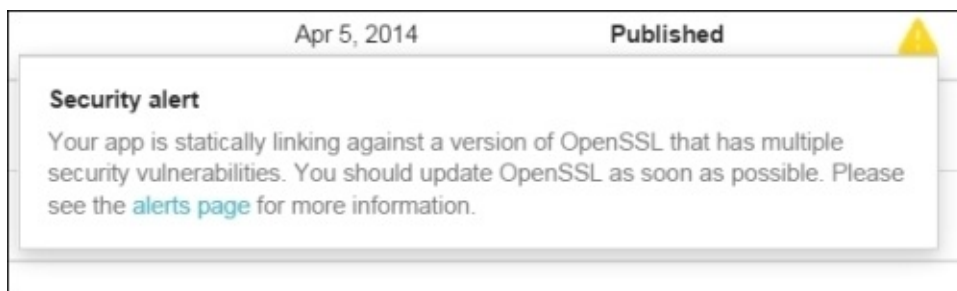 Apr 5, 2014 Published
Security alert
Your app is statically linking against a version of OpenSSL that has multiple
security vulnerabilities. You should update OpenSSL as soon as possible. Please
see the alerts page for more information.